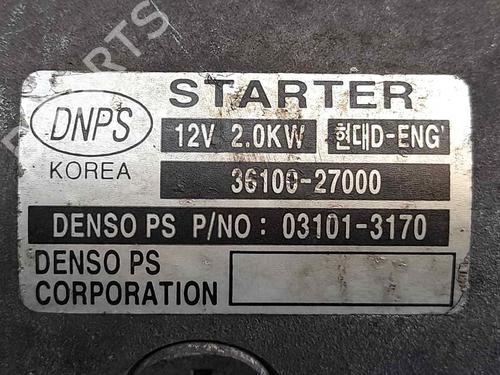 PARTS
STARTER
DNPS
12V 2.0KW 현대D-ENG'
KOREA
36100-27000
DENSO PS P/NO : 03101-3170
DENSO PS
CORPORATION